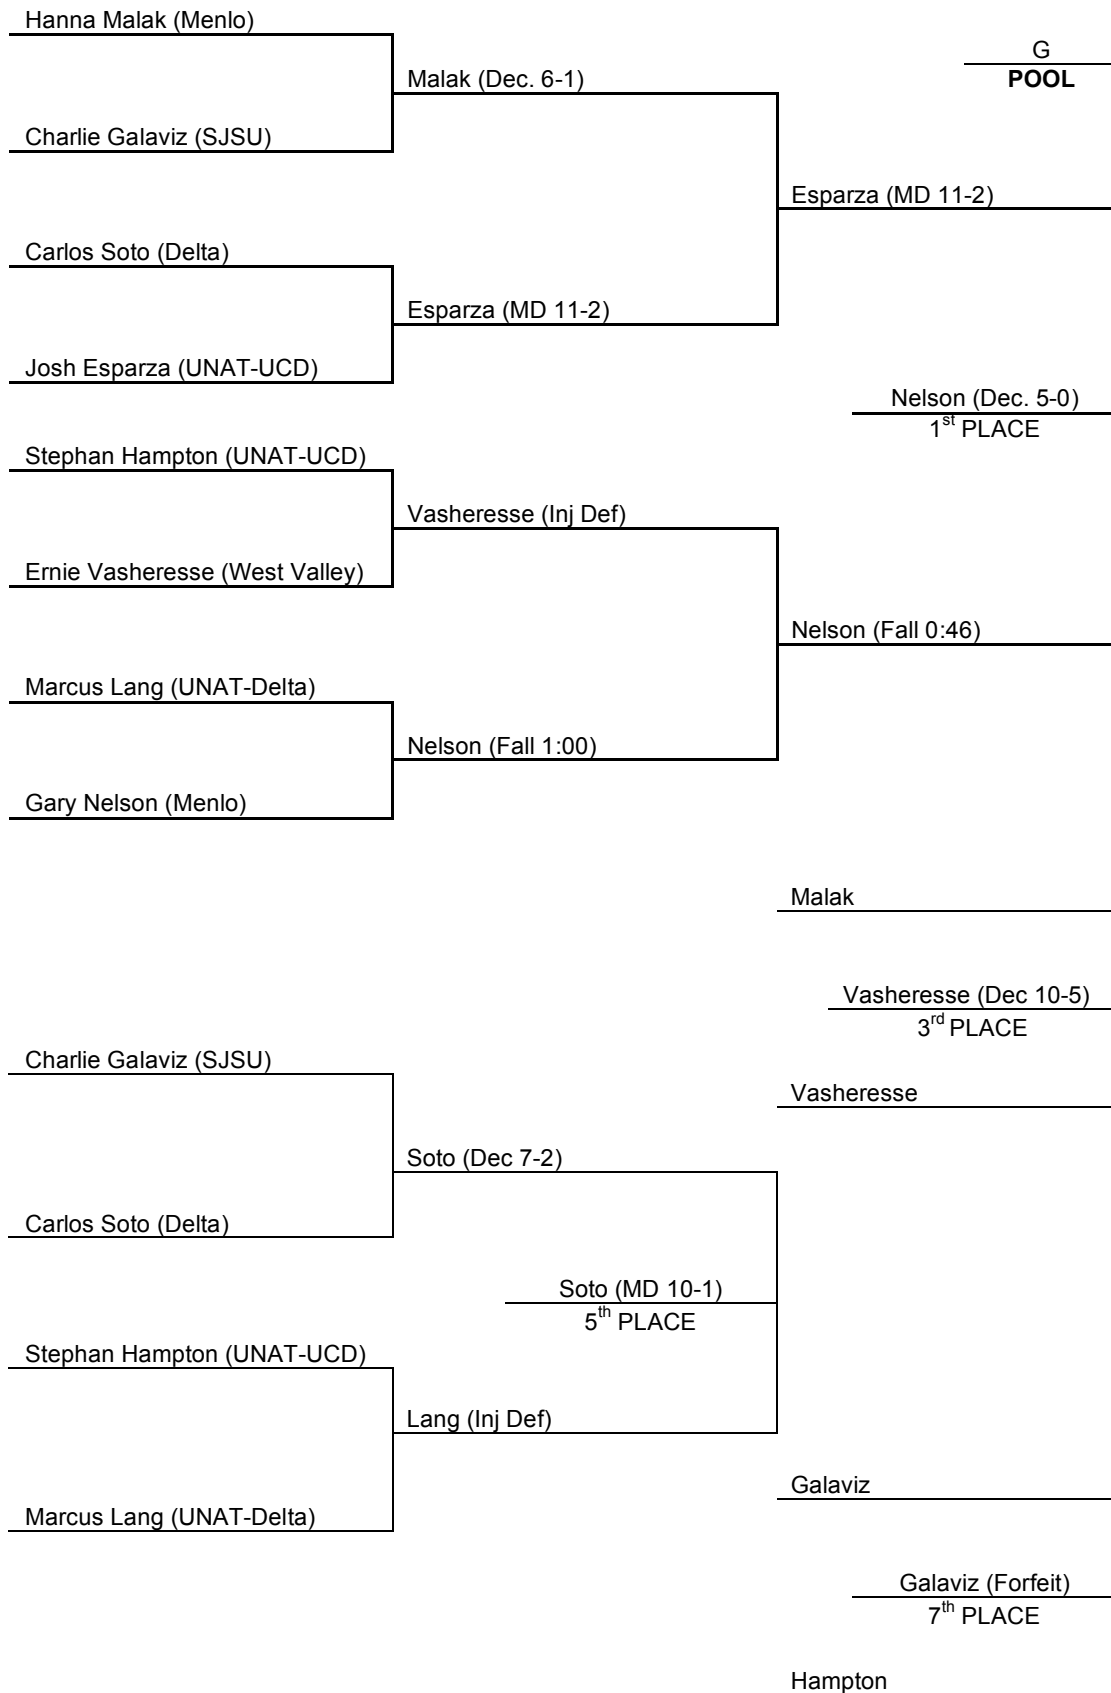 Hanna Malak (Menlo)
G
POOL
Malak (Dec. 6-1)
Charlie Galaviz (SJSU)
Esparza (MD 11-2)
Carlos Soto (Delta)
Esparza (MD 11-2)
Josh Esparza (UNAT-UCD)
Nelson (Dec. 5-0)
1st PLACE
Stephan Hampton (UNAT-UCD)
Vasheresse (Inj Def)
Ernie Vasheresse (West Valley)
Nelson (Fall 0:46)
Marcus Lang (UNAT-Delta)
Nelson (Fall 1:00)
Gary Nelson (Menlo)
Malak
Vasheresse (Dec 10-5)
3rd PLACE
Charlie Galaviz (SJSU)
Vasheresse
Soto (Dec 7-2)
Carlos Soto (Delta)
Soto (MD 10-1)
5th PLACE
Stephan Hampton (UNAT-UCD)
Lang (Inj Def)
Galaviz
Marcus Lang (UNAT-Delta)
Galaviz (Forfeit)
7th PLACE
Hampton